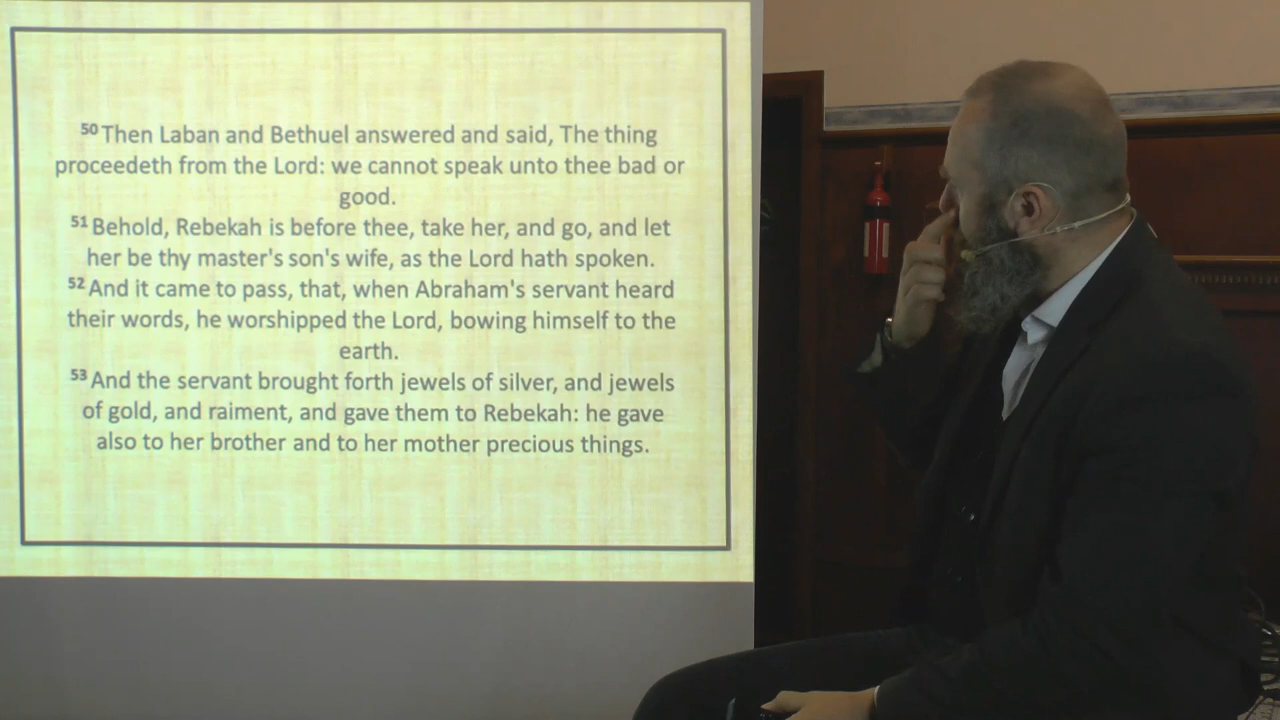 50 Then Laban and Bethuel answered and said, The thing
proceedeth from the Lord: we cannot speak unto thee bad or
good.
51 Behold, Rebekah is before thee, take her, and go, and let
her be thy master's son's wife, as the Lord hath spoken.
52 And it came to pass, that, when Abraham's servant heard
their words, he worshipped the Lord, bowing himself to the
earth.
53 And the servant brought forth jewels of silver, and jewels
of gold, and raiment, and gave them to Rebekah: he gave
also to her brother and to her mother precious things.